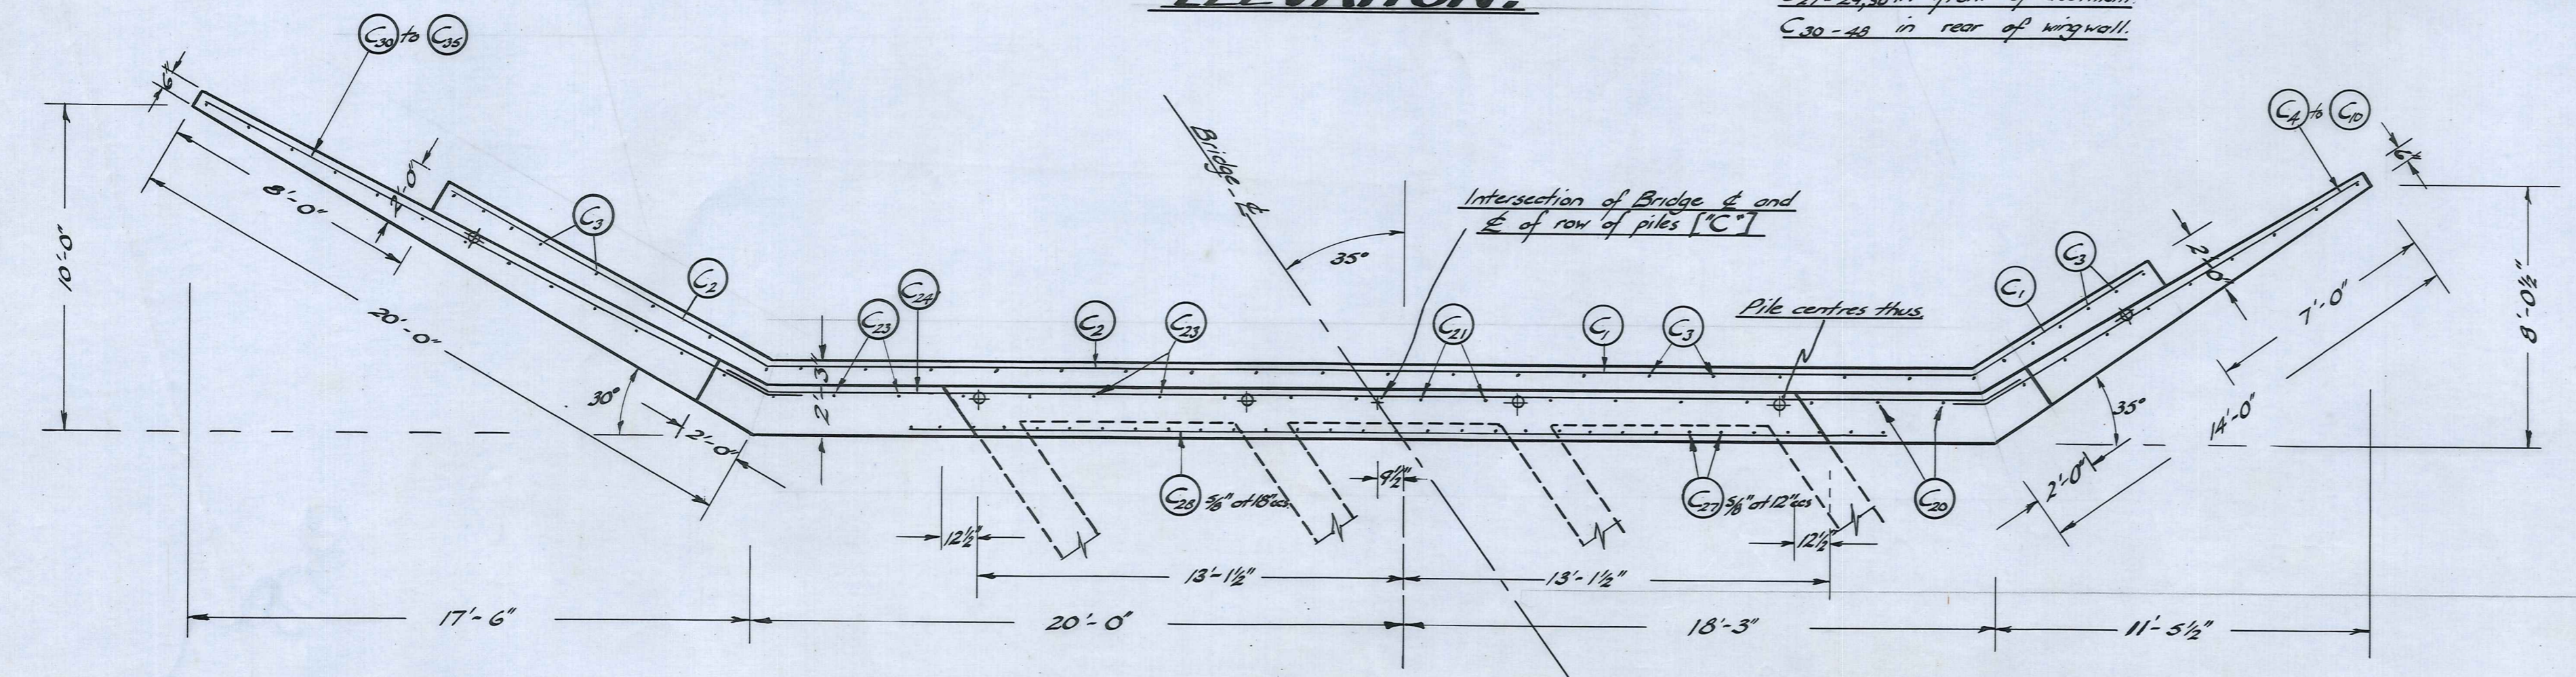 ELEVATION.
C30-48 in rear of wingwall.
C30 to C35
C4 to C10
6"
6"
10'-0"
8'-0"
2'-0"
20'-0"
30°
2'-0"
C3
C2
C23
C24
2'-3"
C2
C23
Bridge ℄
35°
Intersection of Bridge ℄ and
℄ of row of piles ["C"]
C21
C1
C3
Pile centres thus
C1
C3
2'-0"
7'-0"
8'-0½"
14'-0"
35°
2'-0"
C28 5/8" at 18" ccs
9½"
C27 5/8" at 12" ccs
C20
12½"
12½"
13'-1½"
13'-1½"
17'-6"
20'-0"
18'-3"
11'-5½"